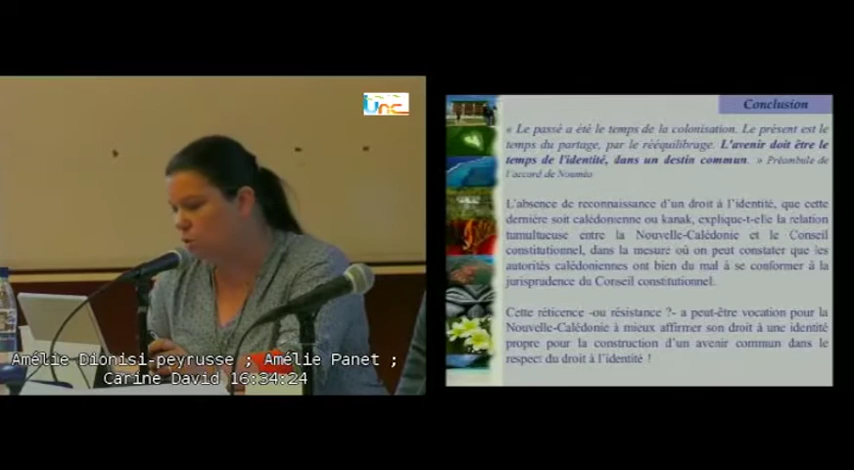 unc
Amélie Dionisi-peyrusse ; Amélie Panet ;
Carine David 16:34:24
Conclusion
« Le passé a été le temps de la colonisation. Le présent est le
temps du partage, par le rééquilibrage. L'avenir doit être le
temps de l'identité, dans un destin commun. » Préambule de
l'accord de Nouméa
L'absence de reconnaissance d'un droit à l'identité, que cette
dernière soit calédonienne ou kanak, explique-t-elle la relation
tumultueuse entre la Nouvelle-Calédonie et le Conseil
constitutionnel, dans la mesure où on peut constater que les
autorités calédoniennes ont bien du mal à se conformer à la
jurisprudence du Conseil constitutionnel.
Cette réticence -ou résistance ?- a peut-être vocation pour la
Nouvelle-Calédonie à mieux affirmer son droit à une identité
propre pour la construction d'un avenir commun dans le
respect du droit à l'identité !